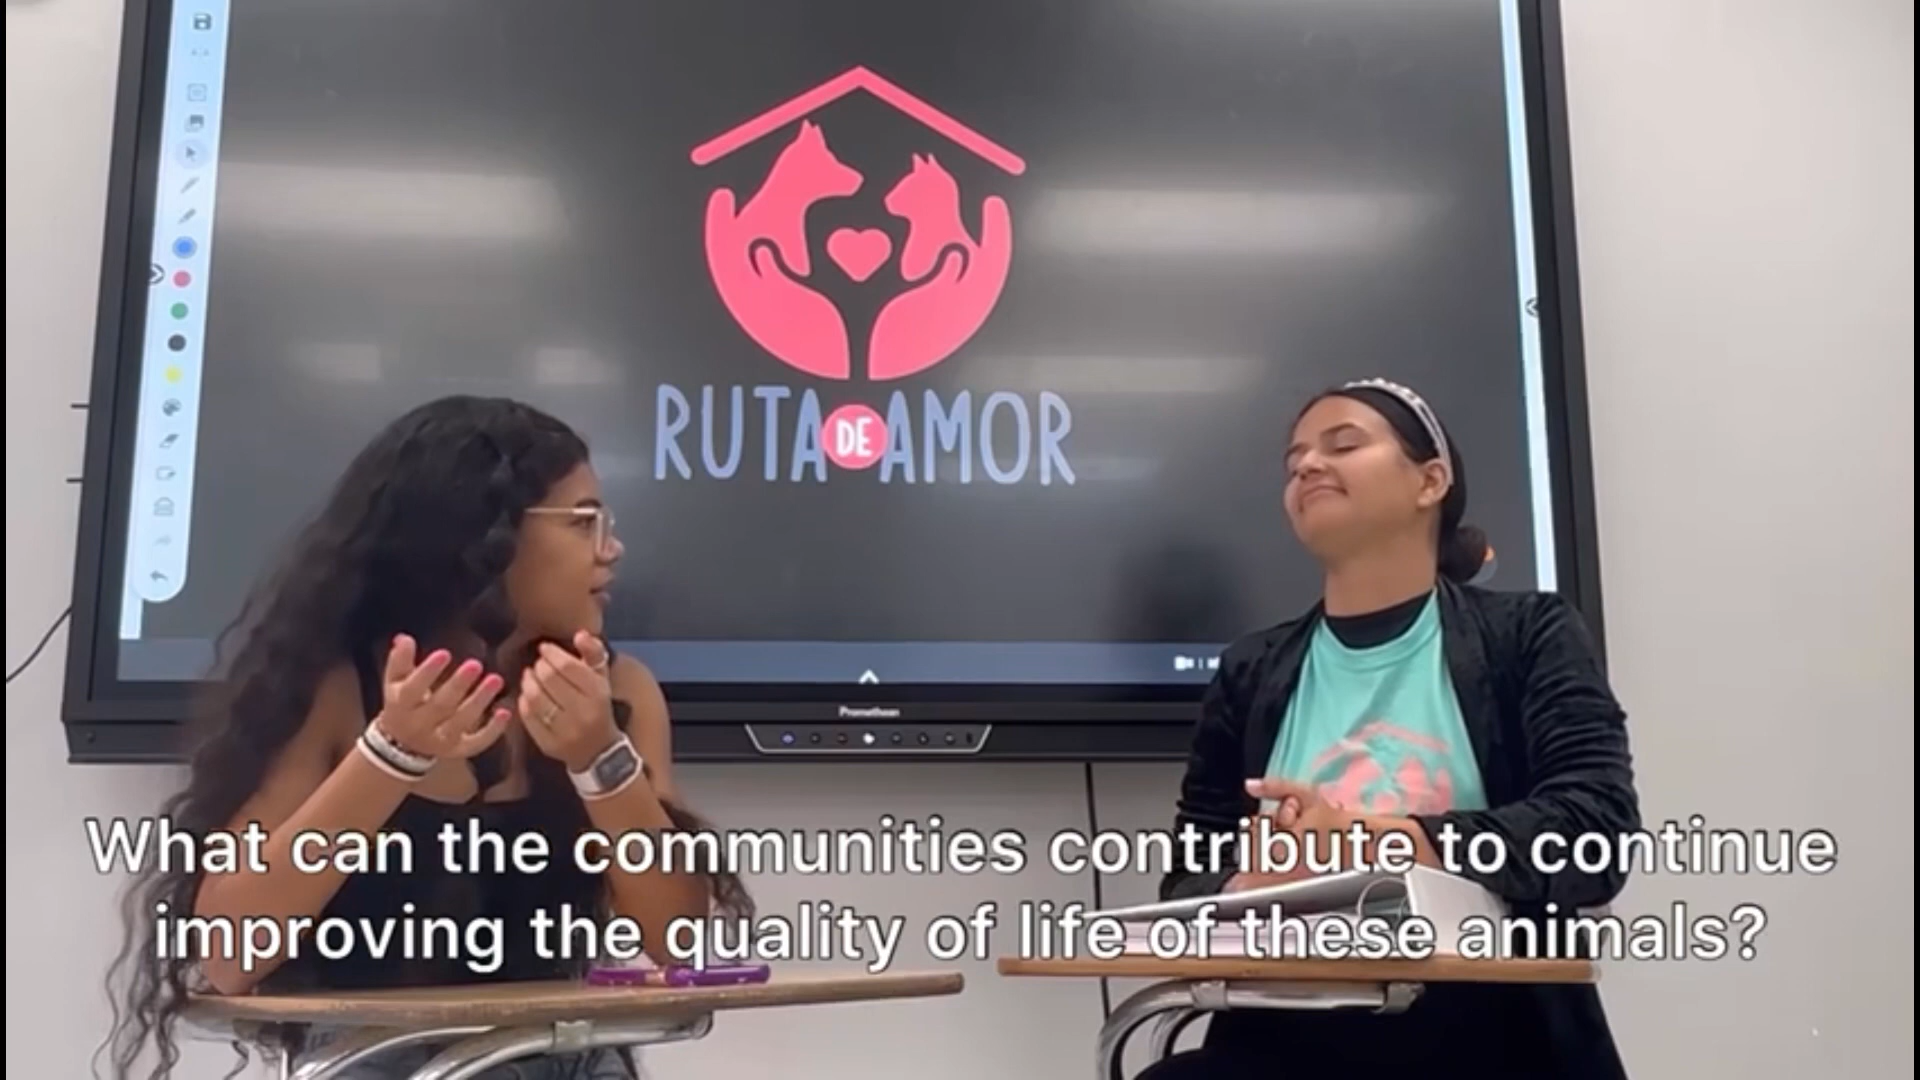 RUTA DE AMOR
Promethean
What can the communities contribute to continue
improving the quality of life of these animals?